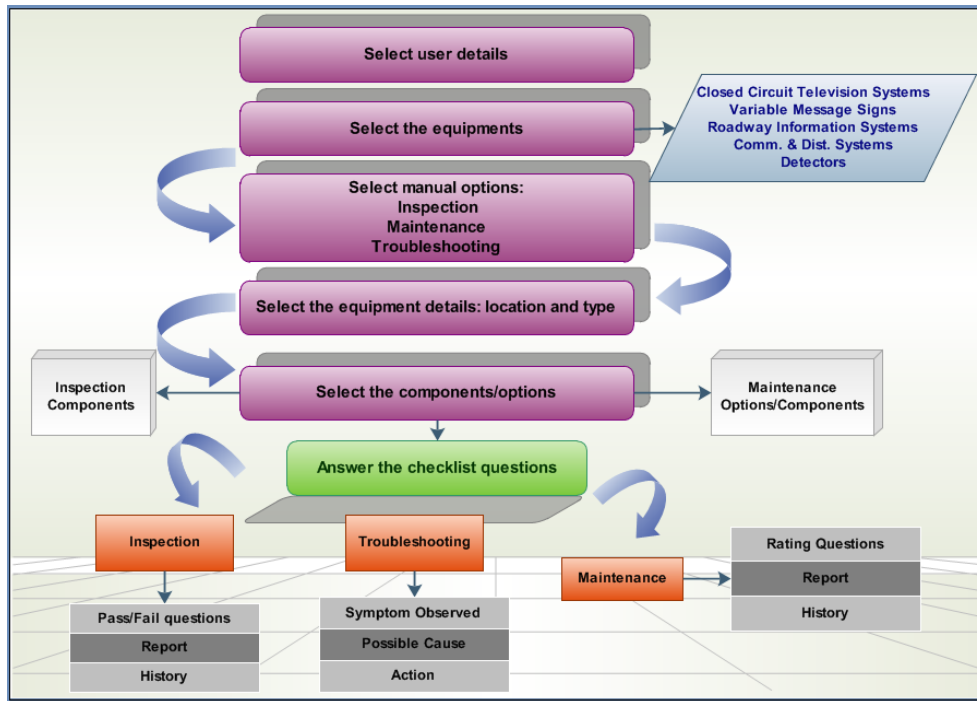 Select user details
Select the equipments
Closed Circuit Television Systems
Variable Message Signs
Roadway Information Systems
Comm. & Dist. Systems
Detectors
Select manual options:
Inspection
Maintenance
Troubleshooting
Select the equipment details: location and type
Inspection
Components
Select the components/options
Maintenance
Options/Components
Answer the checklist questions
Inspection
Pass/Fail questions
Report
History
Troubleshooting
Symptom Observed
Possible Cause
Action
Maintenance
Rating Questions
Report
History